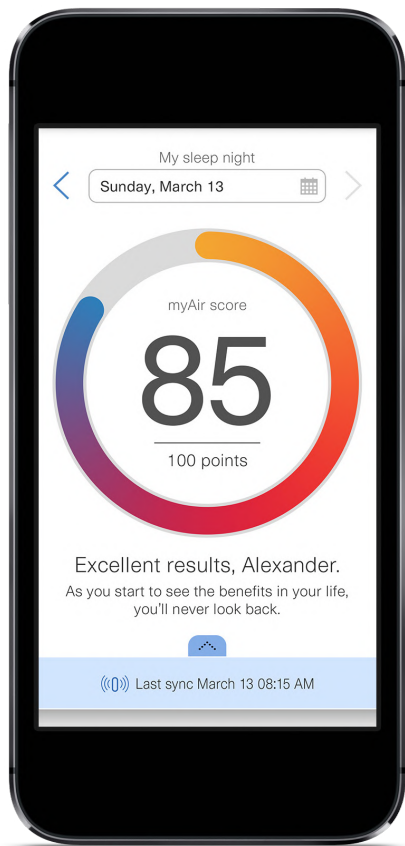 My sleep night
Sunday, March 13
myAir score
85
100 points
Excellent results, Alexander.
As you start to see the benefits in your life,
you'll never look back.
Last sync March 13 08:15 AM